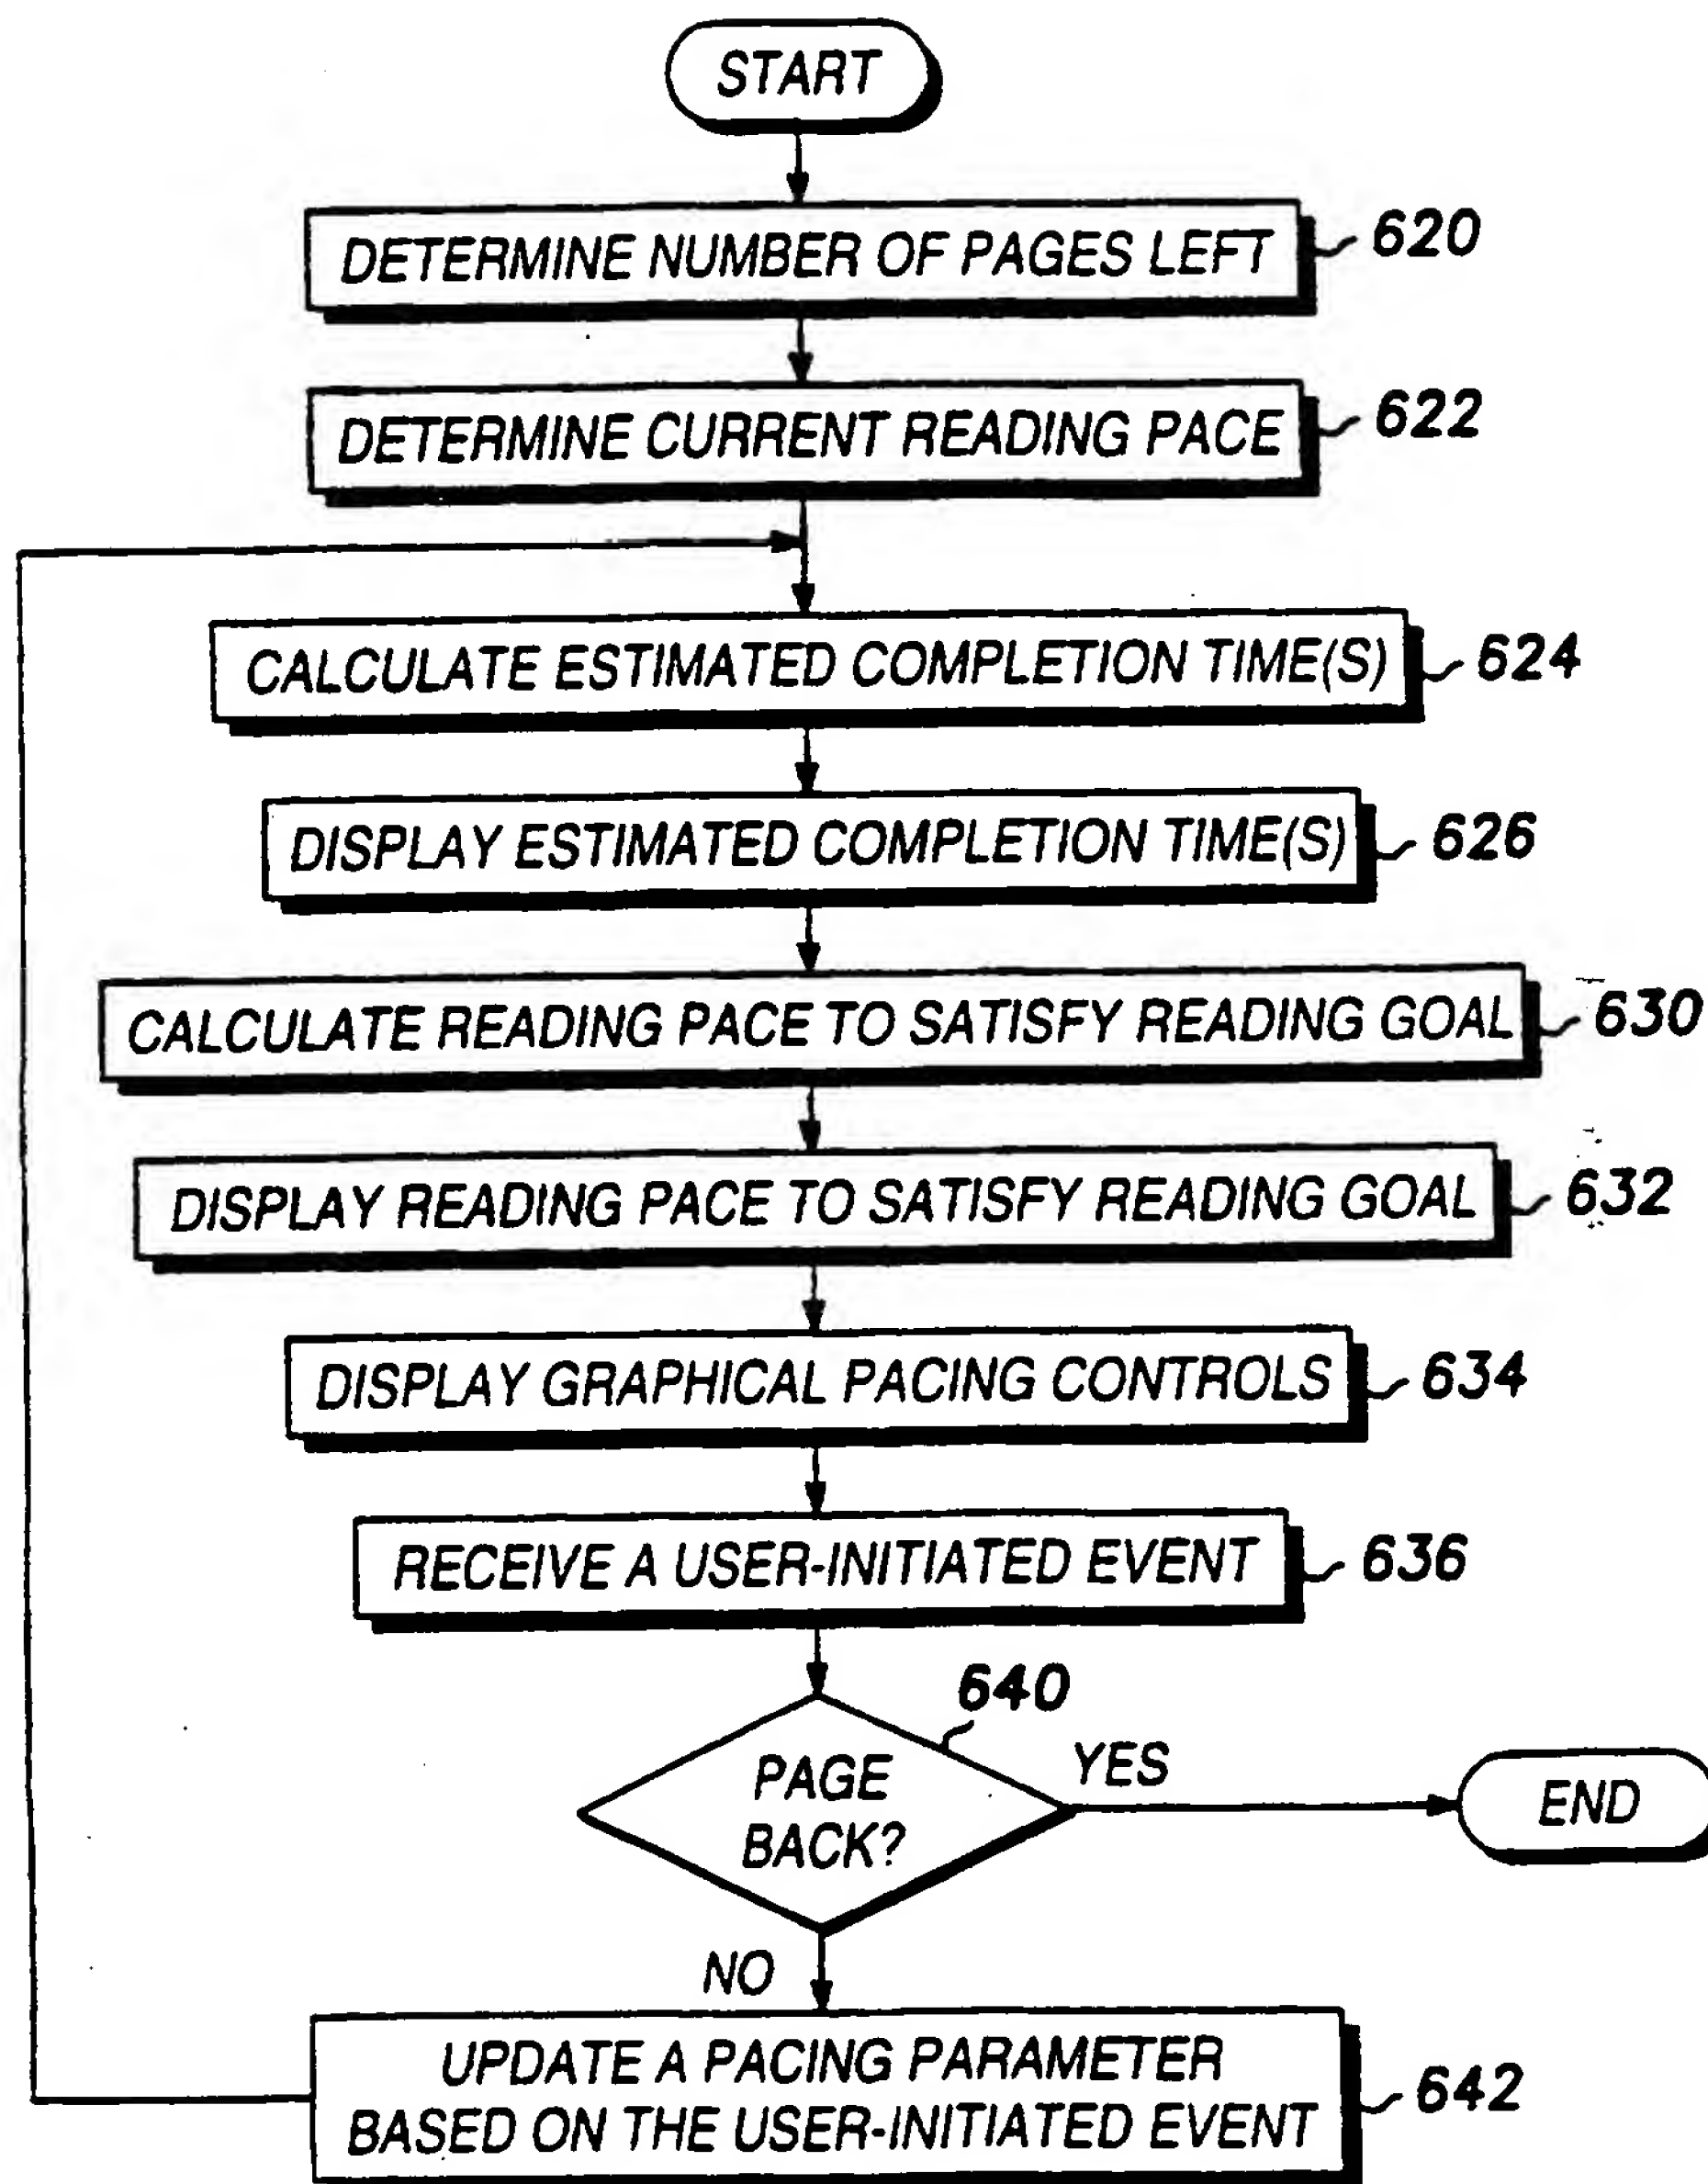 START
DETERMINE NUMBER OF PAGES LEFT 620
DETERMINE CURRENT READING PACE 622
CALCULATE ESTIMATED COMPLETION TIME(S) 624
DISPLAY ESTIMATED COMPLETION TIME(S) 626
CALCULATE READING PACE TO SATISFY READING GOAL 630
DISPLAY READING PACE TO SATISFY READING GOAL 632
DISPLAY GRAPHICAL PACING CONTROLS 634
RECEIVE A USER-INITIATED EVENT 636
640
PAGE
BACK?
YES
END
NO
UPDATE A PACING PARAMETER
BASED ON THE USER-INITIATED EVENT
642